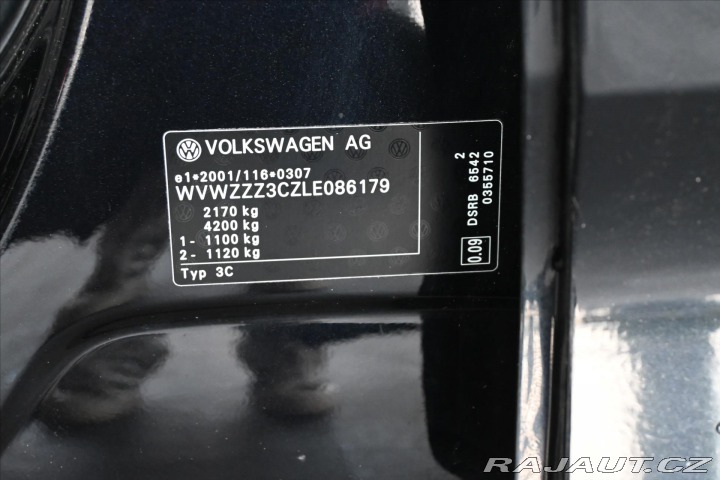 VOLKSWAGEN AG
e1*2001/116*0307
WVWZZZ3CZLE086179
2170 kg
4200 kg
1- 1100 kg
2- 1120 kg
Typ 3C
2
DSRB 6542
0355710
0.09
RAJAUT.CZ